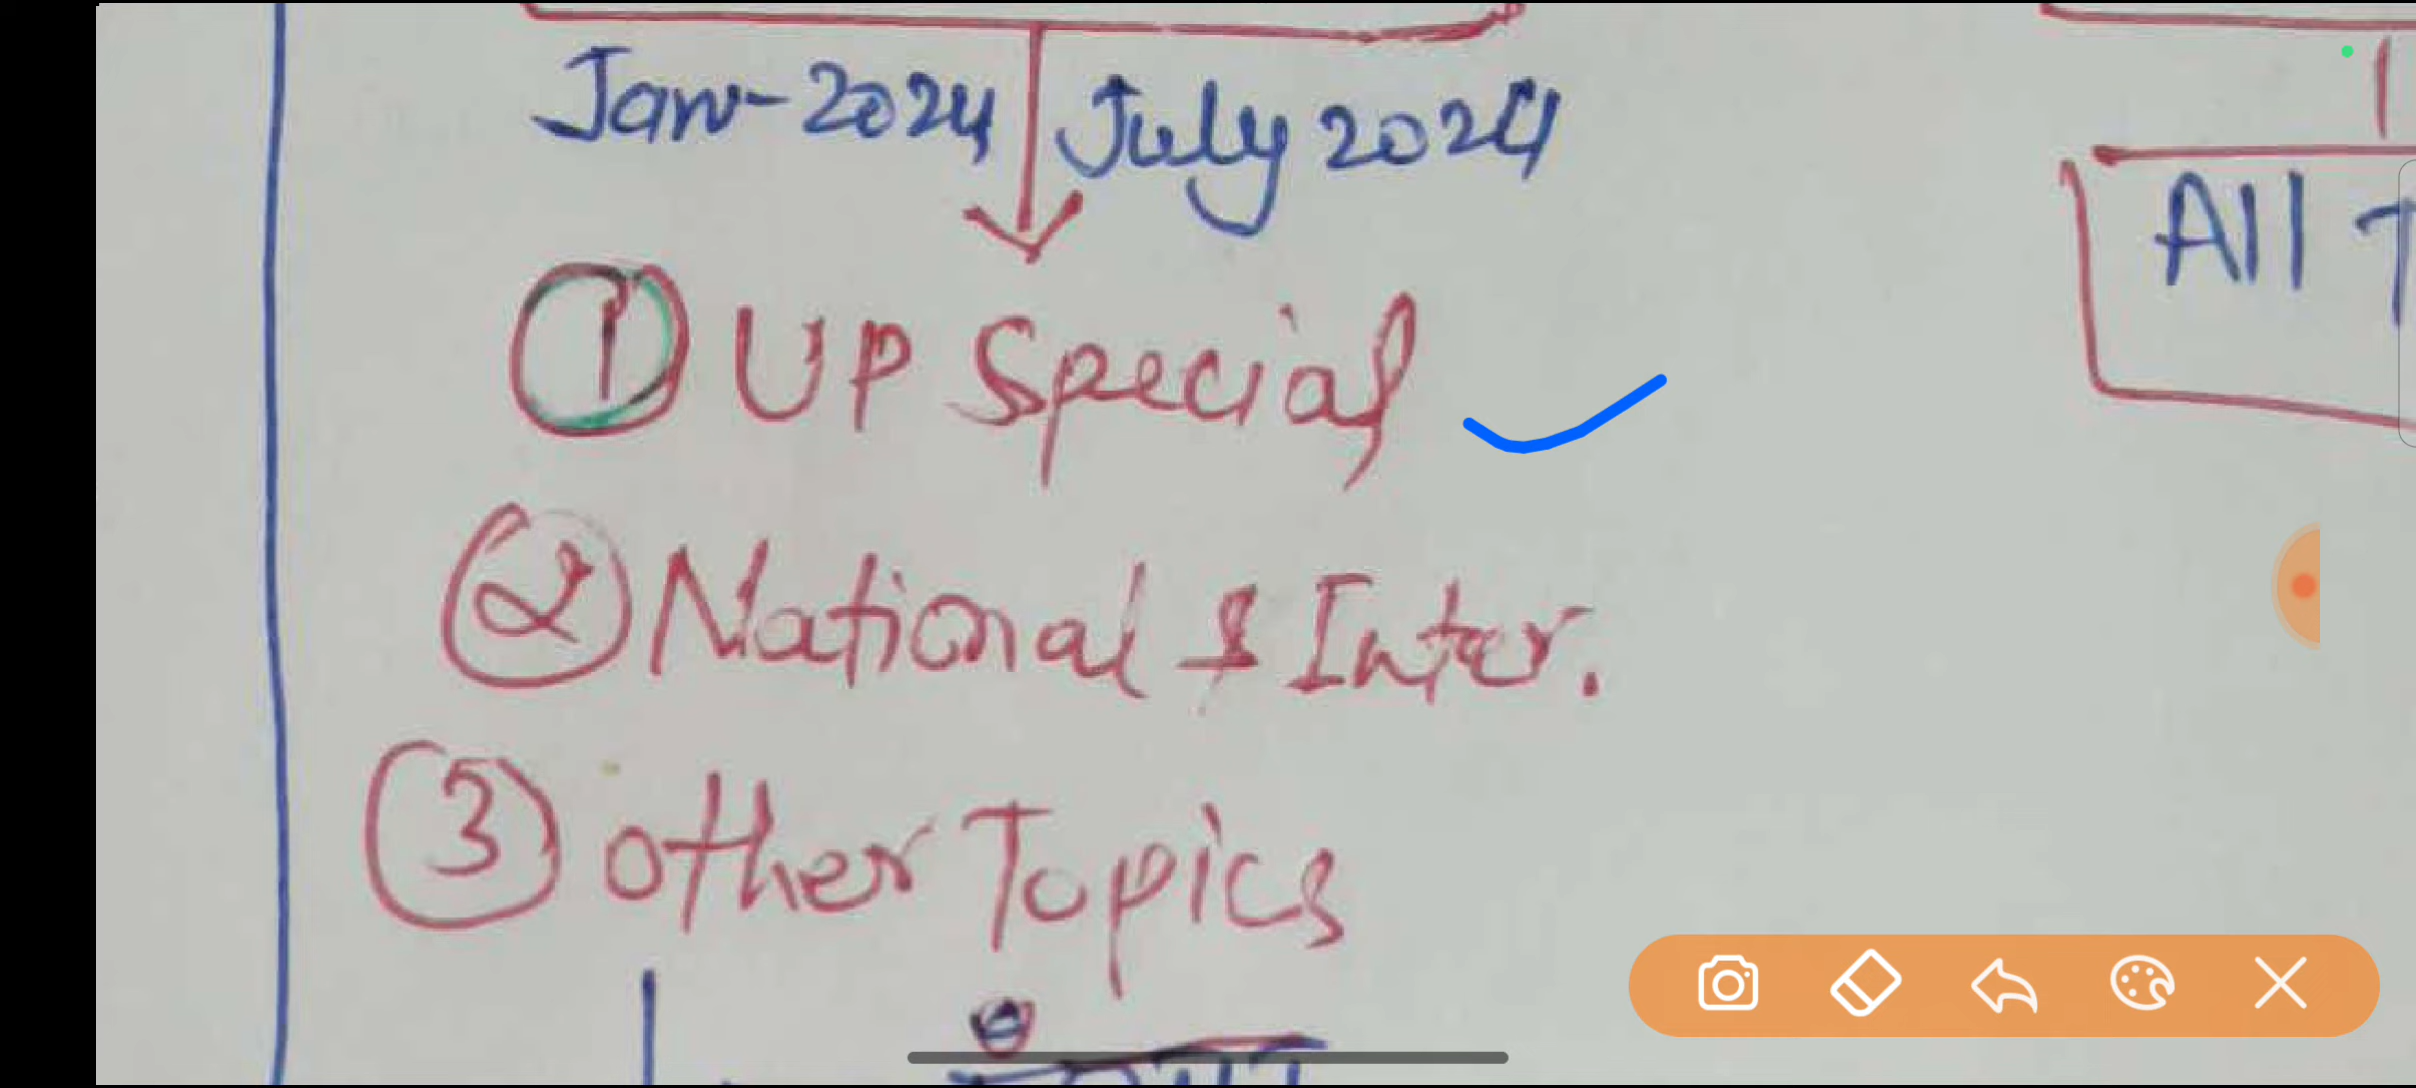 Jan-2024 July 2024
① UP Special
② National & Inter.
③ Other Topics
All